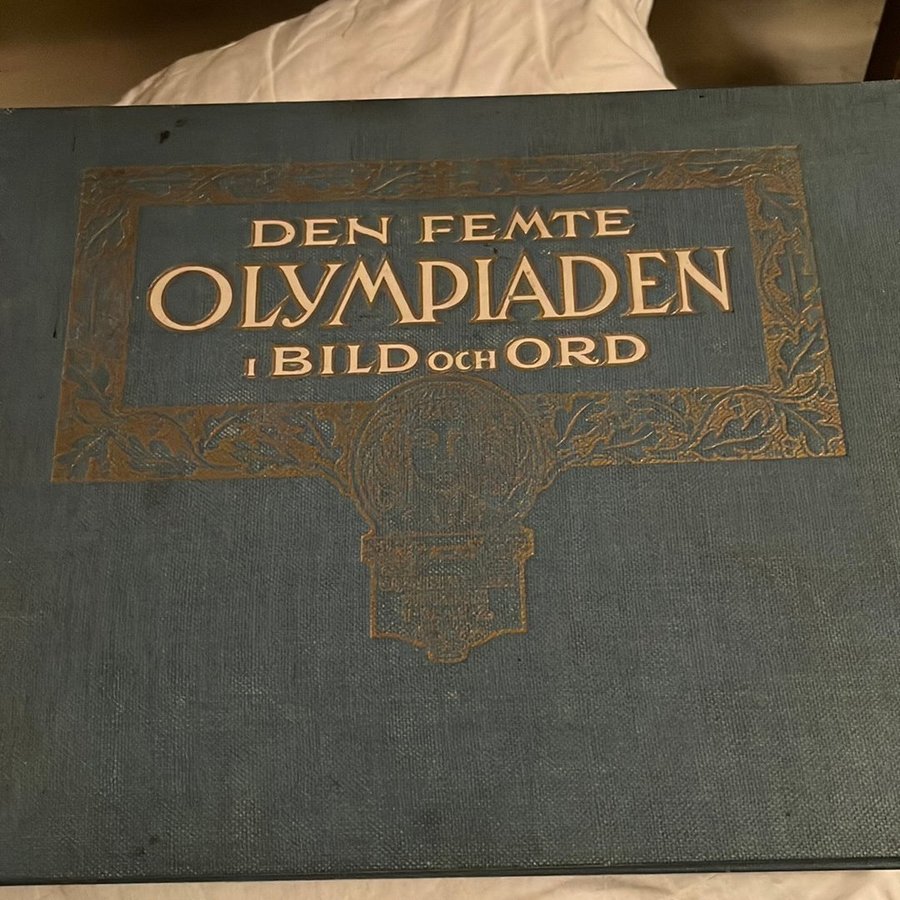 DEN FEMTE
OLYMPIADEN
I BILD OCH ORD